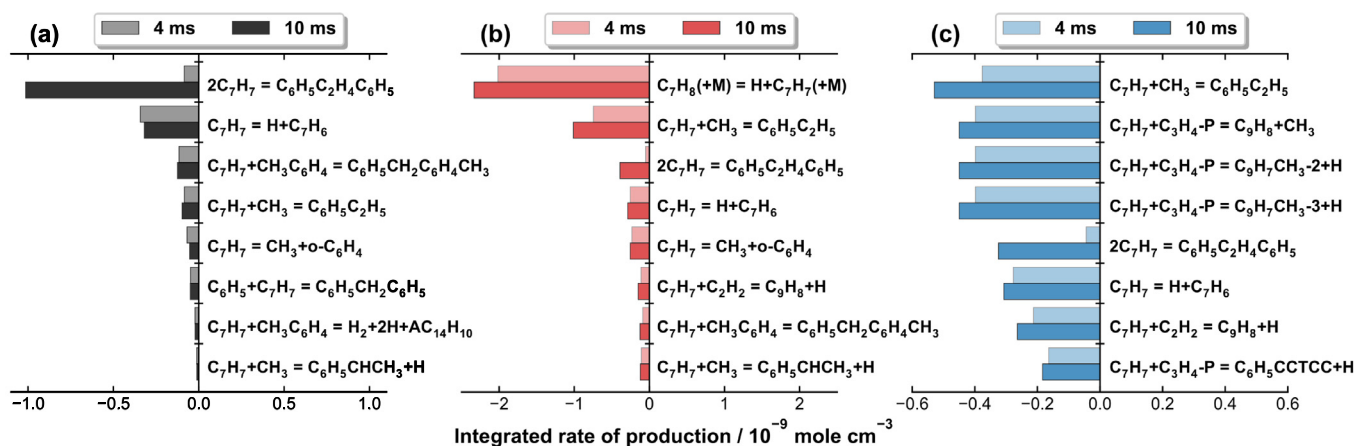 (a) 4 ms 10 ms
2C₇H₇ = C₆H₅C₂H₄C₆H₅
C₇H₇ = H+C₇H₆
C₇H₇+CH₃C₆H₄ = C₆H₅CH₂C₆H₄CH₃
C₇H₇+CH₃ = C₆H₅C₂H₅
C₇H₇ = CH₃+o-C₆H₄
C₆H₅+C₇H₇ = C₆H₅CH₂C₆H₅
C₇H₇+CH₃C₆H₄ = H₂+2H+AC₁₄H₁₀
C₇H₇+CH₃ = C₆H₅CHCH₃+H
−1.0 −0.5 0.0 0.5 1.0
(b) 4 ms 10 ms
C₇H₈(+M) = H+C₇H₇(+M)
C₇H₇+CH₃ = C₆H₅C₂H₅
2C₇H₇ = C₆H₅C₂H₄C₆H₅
C₇H₇ = H+C₇H₆
C₇H₇ = CH₃+o-C₆H₄
C₇H₇+C₂H₂ = C₉H₈+H
C₇H₇+CH₃C₆H₄ = C₆H₅CH₂C₆H₄CH₃
C₇H₇+CH₃ = C₆H₅CHCH₃+H
−2 −1 0 1 2
(c) 4 ms 10 ms
C₇H₇+CH₃ = C₆H₅C₂H₅
C₇H₇+C₃H₄-P = C₉H₈+CH₃
C₇H₇+C₃H₄-P = C₉H₇CH₃-2+H
C₇H₇+C₃H₄-P = C₉H₇CH₃-3+H
2C₇H₇ = C₆H₅C₂H₄C₆H₅
C₇H₇ = H+C₇H₆
C₇H₇+C₂H₂ = C₉H₈+H
C₇H₇+C₃H₄-P = C₆H₅CCTCC+H
−0.6 −0.4 −0.2 0.0 0.2 0.4 0.6
Integrated rate of production / 10⁻⁹ mole cm⁻³